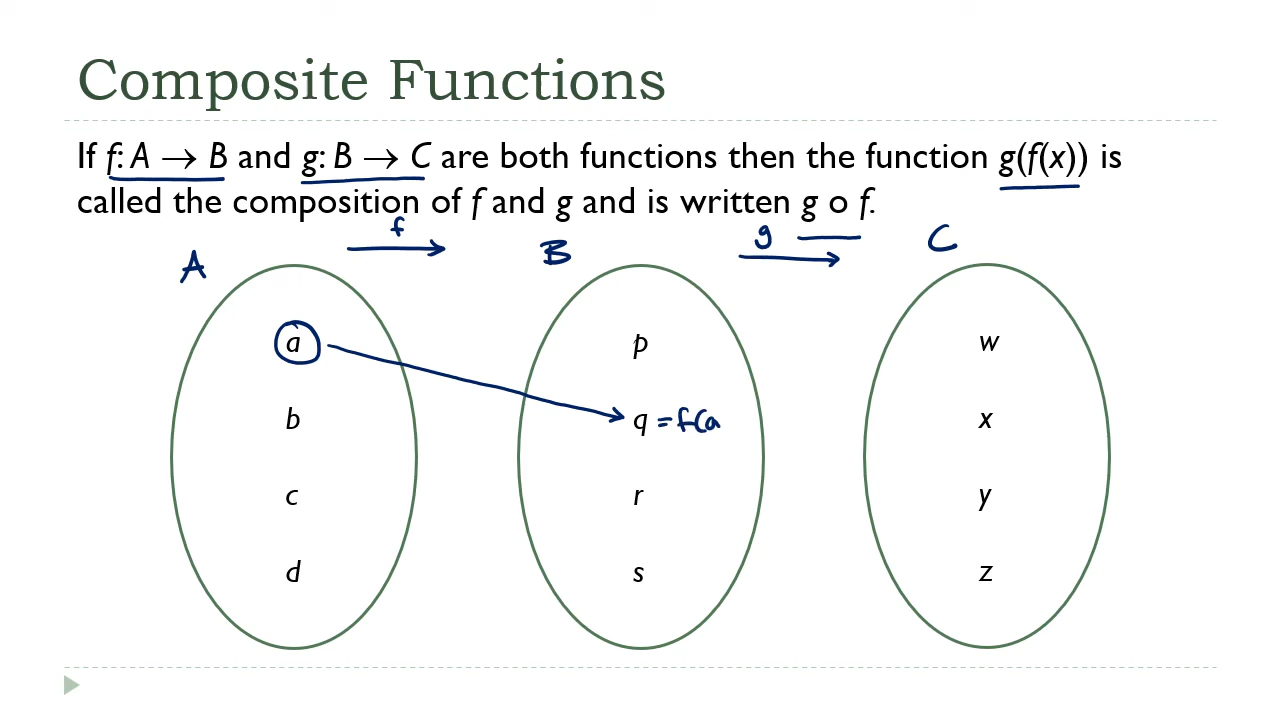 Composite Functions
If f: A → B and g: B → C are both functions then the function g(f(x)) is
called the composition of f and g and is written g o f.
A f B g C
a p w
b q = f(a x
c r y
d s z